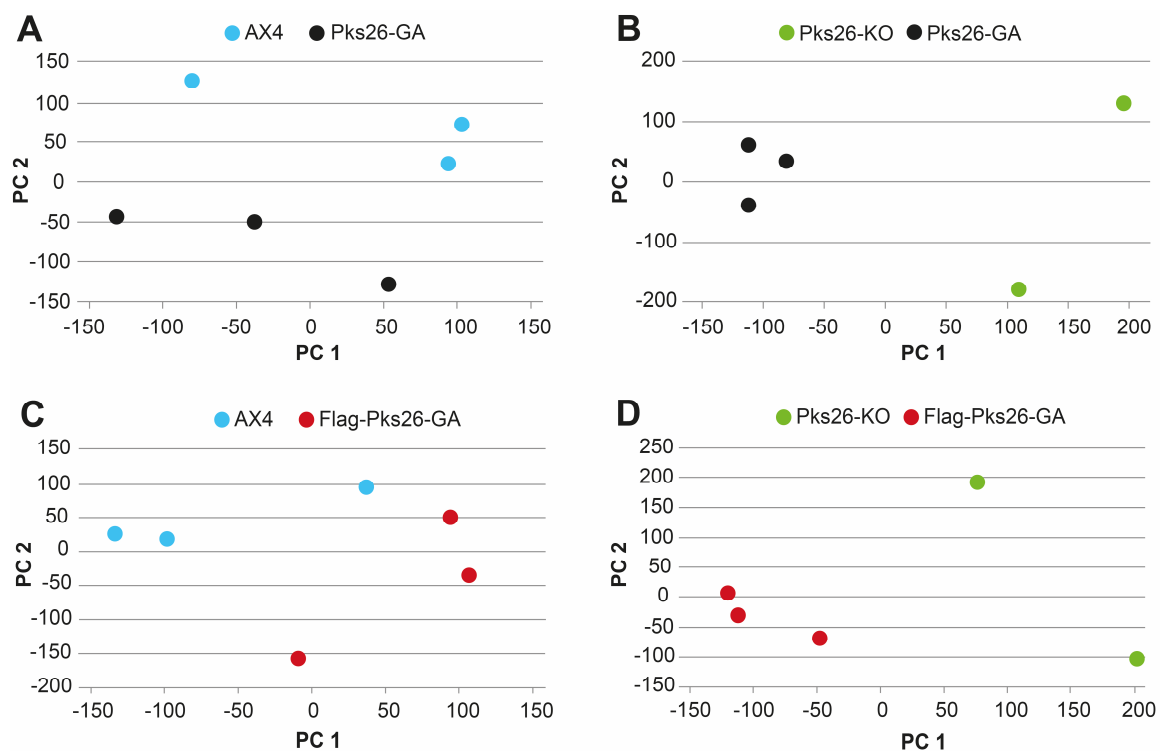 A
AX4 Pks26-GA
150
100
50
0
-50
-100
-150
PC 2
-150 -100 -50 0 50 100 150
PC 1
B
Pks26-KO Pks26-GA
200
100
0
-100
-200
PC 2
-150 -100 -50 0 50 100 150 200
PC 1
C
AX4 Flag-Pks26-GA
150
100
50
0
-50
-100
-150
-200
PC 2
-150 -100 -50 0 50 100 150
PC 1
D
Pks26-KO Flag-Pks26-GA
250
200
150
100
50
0
-50
-100
-150
PC 2
-150 -100 -50 0 50 100 150 200
PC 1